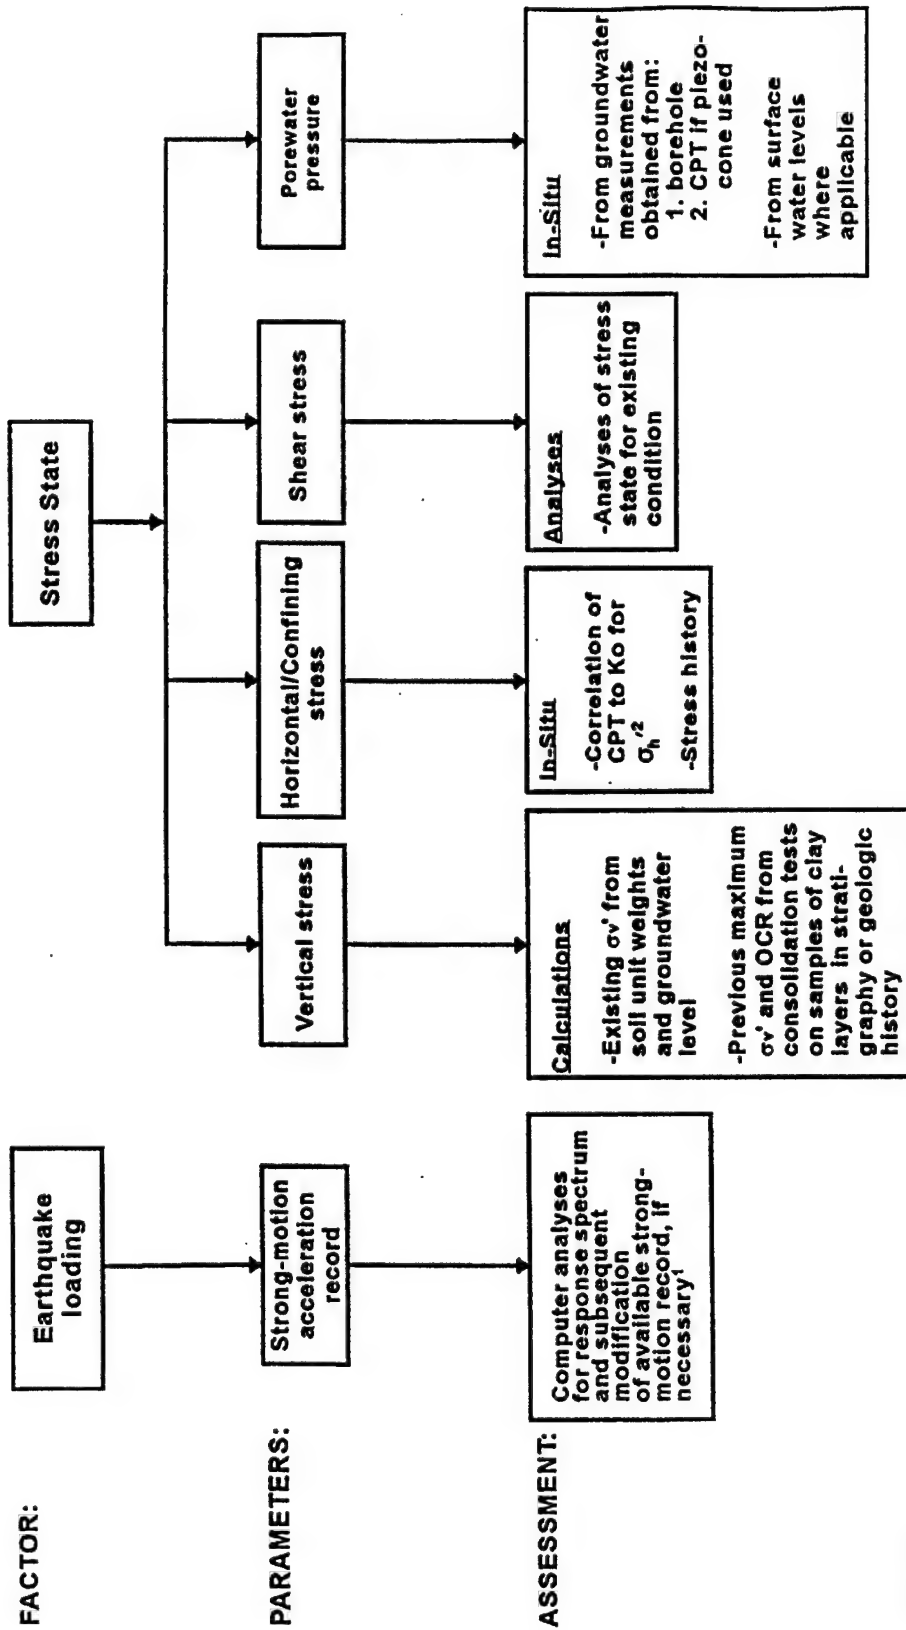 FACTOR:
Earthquake
loading
Stress State
PARAMETERS:
Strong-motion
acceleration
record
Vertical stress
Horizontal/Confining
stress
Shear stress
Porewater
pressure
ASSESSMENT:
Computer analyses
for response spectrum
and subsequent
modification
of available strong-
motion record, if
necessary¹
Calculations
-Existing σv' from
soil unit weights
and groundwater
level
-Previous maximum
σv' and OCR from
consolidation tests
on samples of clay
layers in strati-
graphy or geologic
history
In-Situ
-Correlation of
CPT to Ko for
σh'²
-Stress history
Analyses
-Analyses of stress
state for existing
condition
In-Situ
-From groundwater
measurements
obtained from:
1. borehole
2. CPT if piezo-
cone used
-From surface
water levels
where
applicable